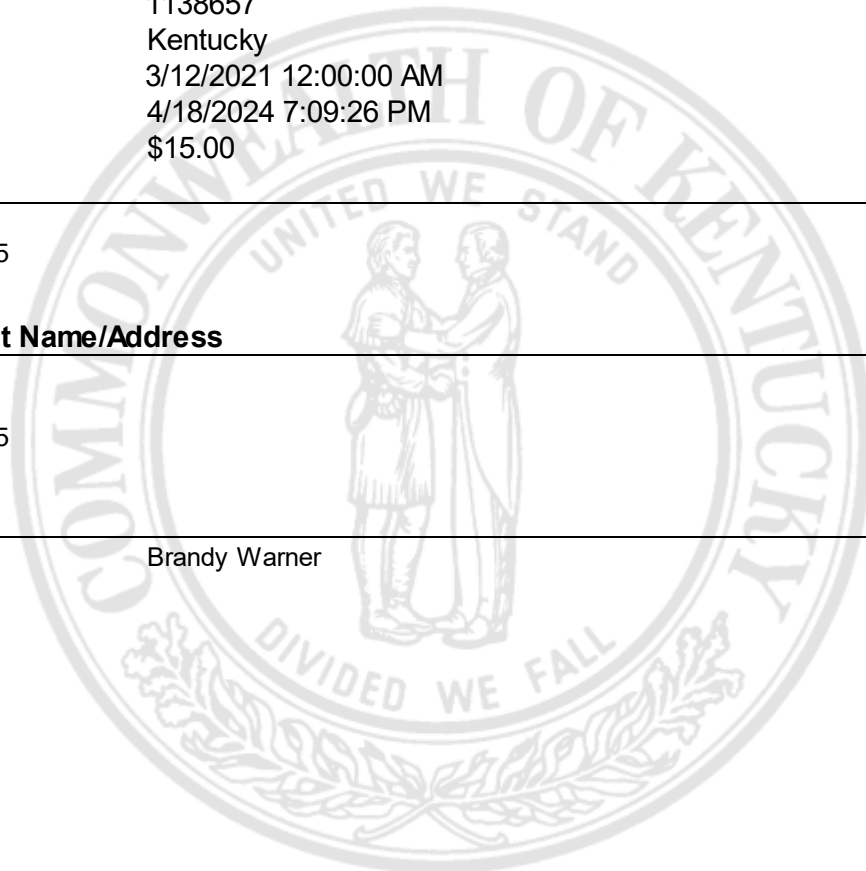 1138657
Kentucky
3/12/2021 12:00:00 AM
4/18/2024 7:09:26 PM
$15.00
5
t Name/Address
5
Brandy Warner
COMMONWEALTH OF KENTUCKY
UNITED WE STAND
DIVIDED WE FALL